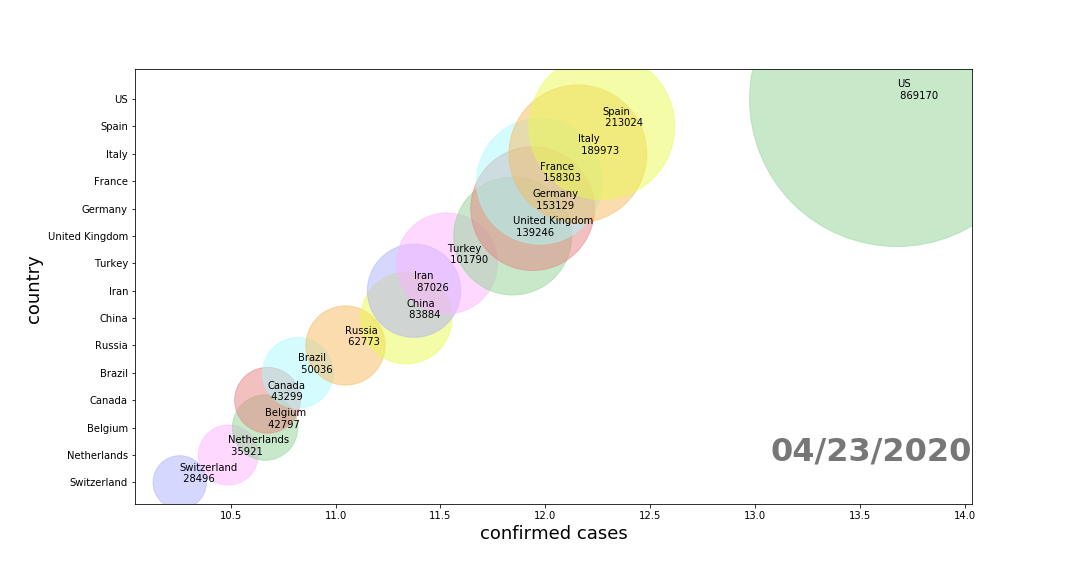 US
869170
US
Spain
213024
Spain
Italy
189973
Italy
France
158303
France
Germany
153129
Germany
United Kingdom
139246
United Kingdom
Turkey
101790
Turkey
Iran
87026
Iran
China
83884
China
Russia
62773
Russia
Brazil
50036
Brazil
Canada
43299
Canada
Belgium
42797
Belgium
Netherlands
35921
Netherlands
Switzerland
28496
Switzerland
country
04/23/2020
10.5 11.0 11.5 12.0 12.5 13.0 13.5 14.0
confirmed cases